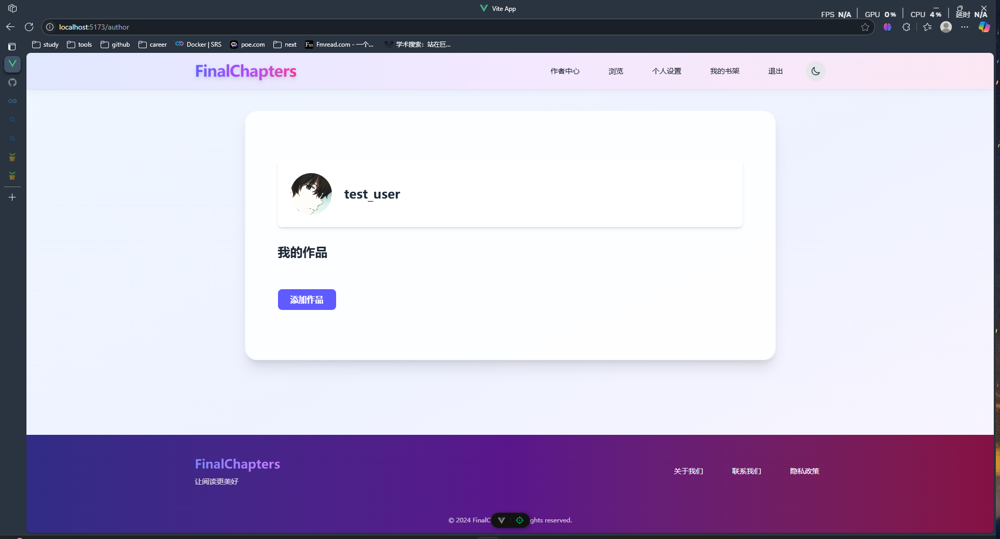 Vite App
FPS N/A GPU 0% CPU 4% 延时 N/A
localhost:5173/author
study tools github career Docker | SRS poe.com next Fm Fmread.com - 一个... 学术搜索：站在巨...
FinalChapters 作者中心 浏览 个人设置 我的书架 退出
test_user
我的作品
添加作品
FinalChapters
让阅读更美好
关于我们 联系我们 隐私政策
© 2024 FinalC ghts reserved.